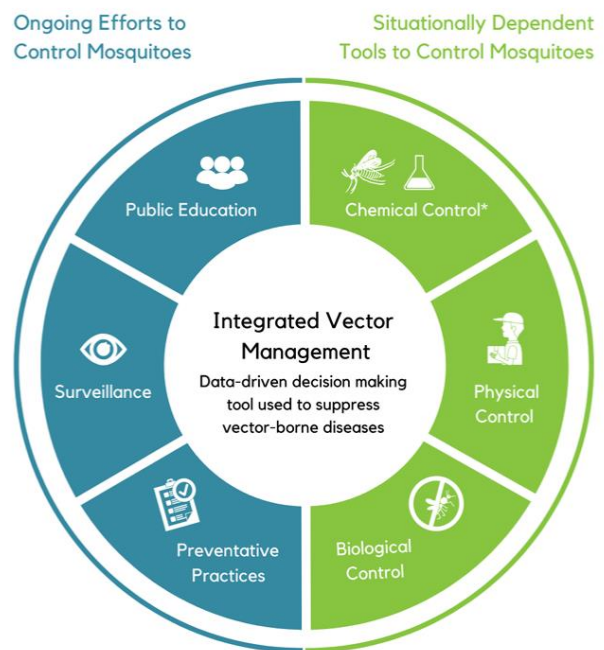 Ongoing Efforts to
Control Mosquitoes
Situationally Dependent
Tools to Control Mosquitoes
Public Education
Chemical Control*
Surveillance
Integrated Vector
Management
Data-driven decision making
tool used to suppress
vector-borne diseases
Physical
Control
Preventative
Practices
Biological
Control